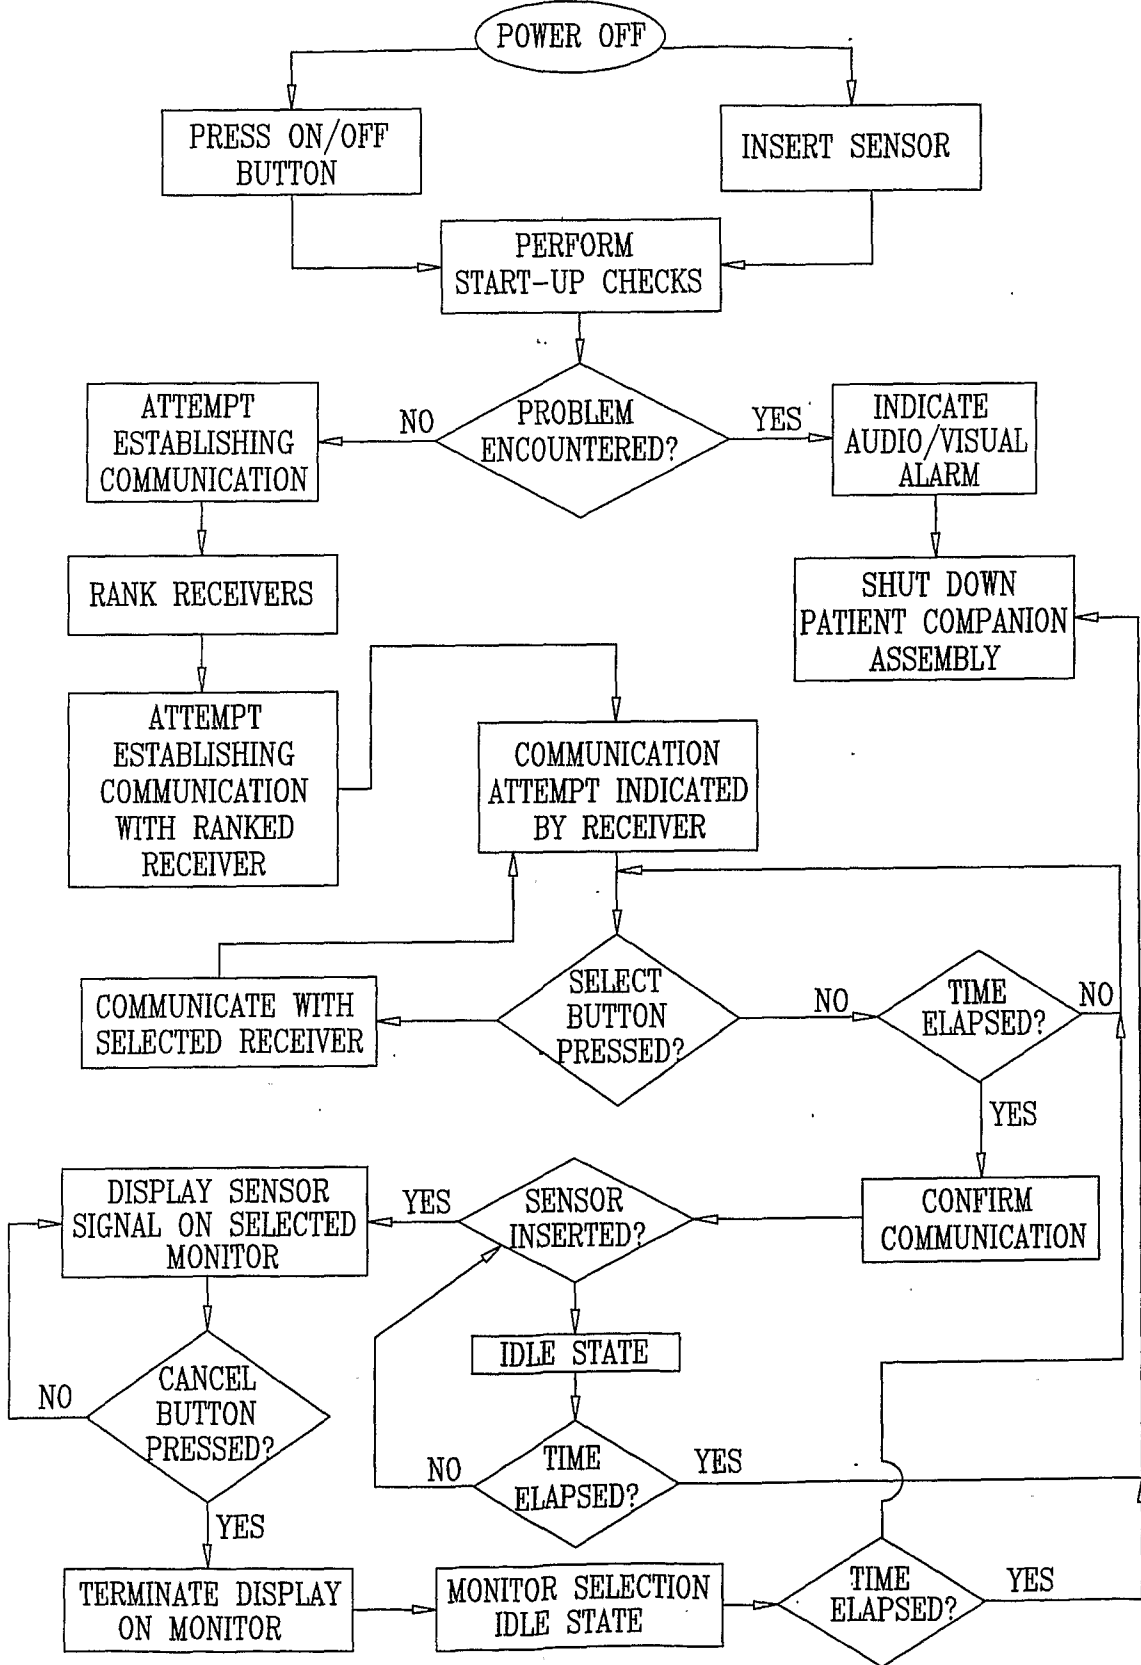 POWER OFF
PRESS ON/OFF
BUTTON
INSERT SENSOR
PERFORM
START-UP CHECKS
PROBLEM
ENCOUNTERED?
NO
YES
ATTEMPT
ESTABLISHING
COMMUNICATION
INDICATE
AUDIO/VISUAL
ALARM
RANK RECEIVERS
SHUT DOWN
PATIENT COMPANION
ASSEMBLY
ATTEMPT
ESTABLISHING
COMMUNICATION
WITH RANKED
RECEIVER
COMMUNICATION
ATTEMPT INDICATED
BY RECEIVER
COMMUNICATE WITH
SELECTED RECEIVER
SELECT
BUTTON
PRESSED?
NO
TIME
ELAPSED?
NO
YES
DISPLAY SENSOR
SIGNAL ON SELECTED
MONITOR
YES
SENSOR
INSERTED?
CONFIRM
COMMUNICATION
IDLE STATE
NO
CANCEL
BUTTON
PRESSED?
NO
TIME
ELAPSED?
YES
YES
TERMINATE DISPLAY
ON MONITOR
MONITOR SELECTION
IDLE STATE
TIME
ELAPSED?
YES